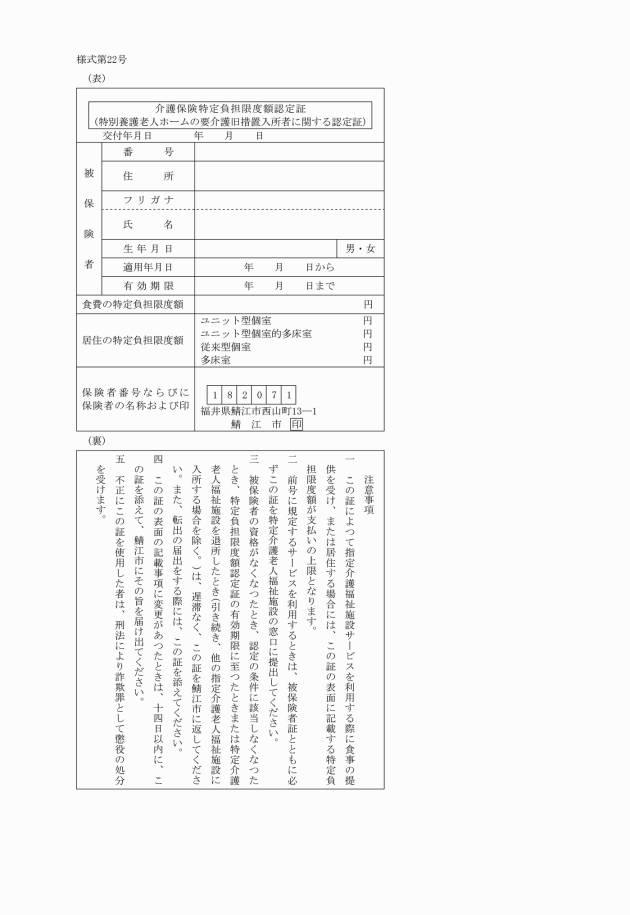 様式第22号
（表）
介護保険特定負担限度額認定証
（特別養護老人ホームの要介護旧措置入所者に関する認定証）
交付年月日　　　　年　　月　　日
被保険者
番　　　号
住　　　所
フリガナ
氏　　　名
生年月日　　男・女
適用年月日　　年　　月　　日から
有効期限　　年　　月　　日まで
食費の特定負担限度額　　円
居住の特定負担限度額
ユニット型個室　　円
ユニット型個室的多床室　　円
従来型個室　　円
多床室　　円
保険者番号ならびに
保険者の名称および印
182071
福井県鯖江市西山町13―1
鯖　江　市　印
（裏）
注意事項
一　この証によつて指定介護福祉施設サービスを利用する際に食事の提
供を受け、または居住する場合には、この証の表面に記載する特定負
担限度額が支払いの上限となります。
二　前号に規定するサービスを利用するときは、被保険者証とともに必
ずこの証を特定介護老人福祉施設の窓口に提出してください。
三　被保険者の資格がなくなつたとき、認定の条件に該当しなくなつた
とき、特定負担限度額認定証の有効期限に至つたときまたは特定介護
老人福祉施設を退所したとき（引き続き、他の指定介護老人福祉施設に
入所する場合を除く。）は、遅滞なく、この証を鯖江市に返してくださ
い。また、転出の届出をする際には、この証を添えてください。
四　この証の表面の記載事項に変更があつたときは、十四日以内に、こ
の証を添えて、鯖江市にその旨を届け出てください。
五　不正にこの証を使用した者は、刑法により詐欺罪として懲役の処分
を受けます。